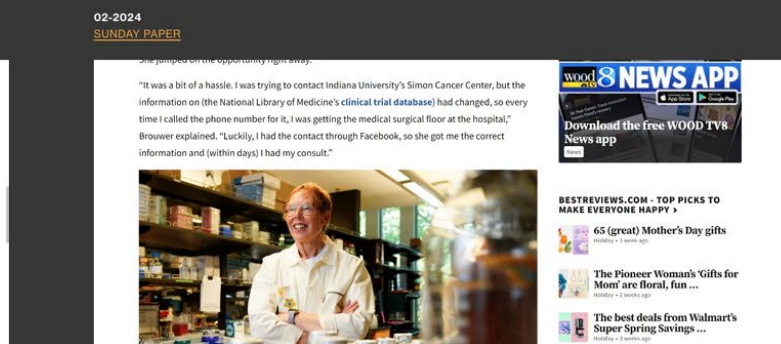 02-2024
SUNDAY PAPER
She jumped on the opportunity right away.
“It was a bit of a hassle. I was trying to contact Indiana University’s Simon Cancer Center, but the
information on (the National Library of Medicine’s clinical trial database) had changed, so every
time I called the phone number for it, I was getting the medical surgical floor at the hospital,”
Brouwer explained. “Luckily, I had the contact through Facebook, so she got me the correct
information and (within days) I had my consult.”
wood 8 NEWS APP
App Store Google Play
Download the free WOOD TV8
News app
News
BESTREVIEWS.COM - TOP PICKS TO
MAKE EVERYONE HAPPY ›
65 (great) Mother’s Day gifts
Holiday • 1 week ago
The Pioneer Woman’s ‘Gifts for
Mom’ are floral, fun ...
Holiday • 2 weeks ago
The best deals from Walmart’s
Super Spring Savings ...
Holiday • 3 weeks ago